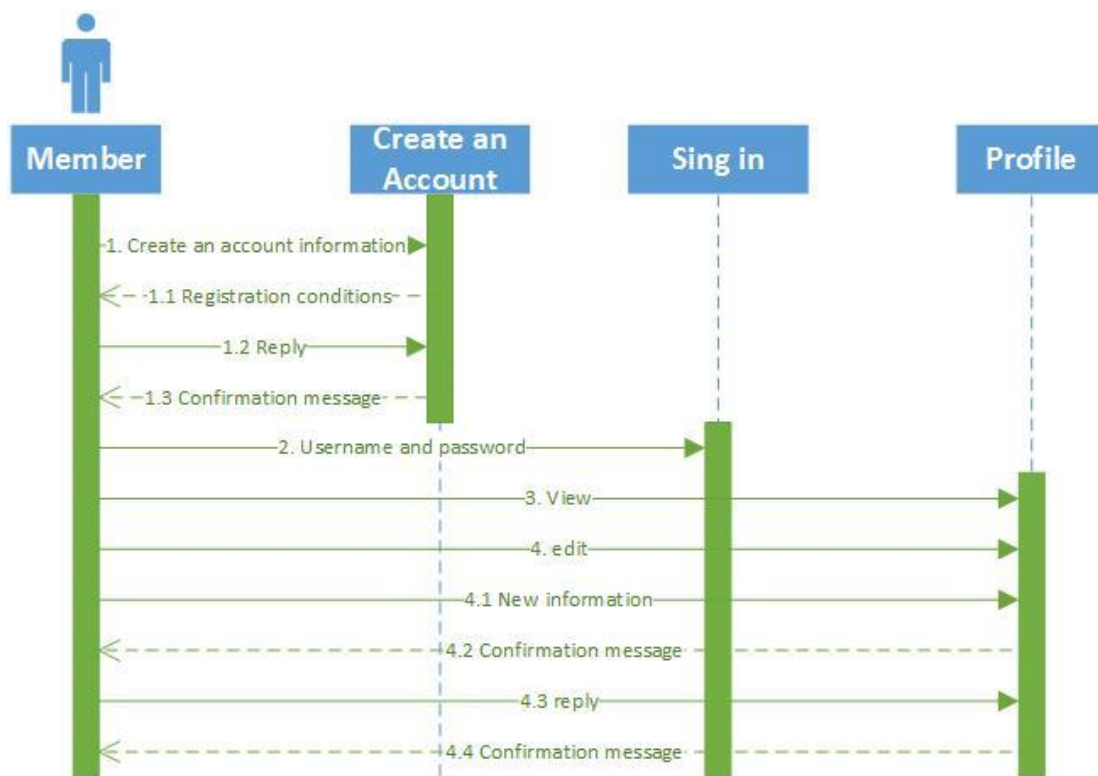 Member
Create an
Account
Sing in
Profile
1. Create an account information
1.1 Registration conditions
1.2 Reply
1.3 Confirmation message
2. Username and password
3. View
4. edit
4.1 New information
4.2 Confirmation message
4.3 reply
4.4 Confirmation message